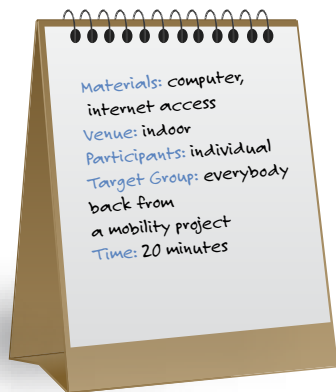 Materials: computer,
internet access
Venue: indoor
Participants: individual
Target Group: everybody
back from
a mobility project
Time: 20 minutes